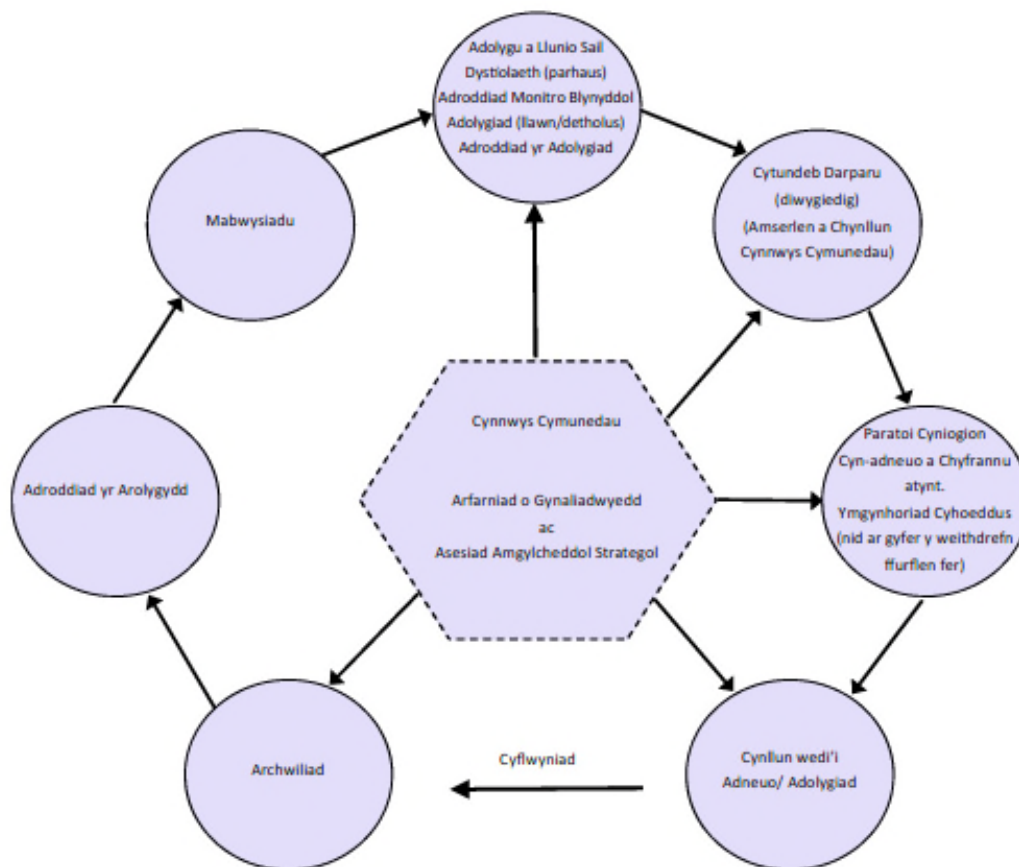 Adolygu a Llunio Sail
Dystiolaeth (parhaus)
Adroddiad Monitro Blynyddol
Adolygiad (llawn/detholus)
Adroddiad yr Adolygiad
Cytundeb Darparu
(diwygiedig)
(Amserlen a Chynllun
Cynnwys Cymunedau)
Mabwysiadu
Cynnwys Cymunedau
Arfarniad o Gynaliadwyedd
ac
Asesiad Amgylcheddol Strategol
Paratoi Cyniogion
Cyn-adneuo a Chyfrannu
atynt.
Ymgynhoriad Cyhoeddus
(nid ar gyfer y weithdrefn
ffurflen fer)
Adroddiad yr Arolygydd
Cynllun wedi'i
Adneuo/ Adolygiad
Cyflwyniad
Archwiliad